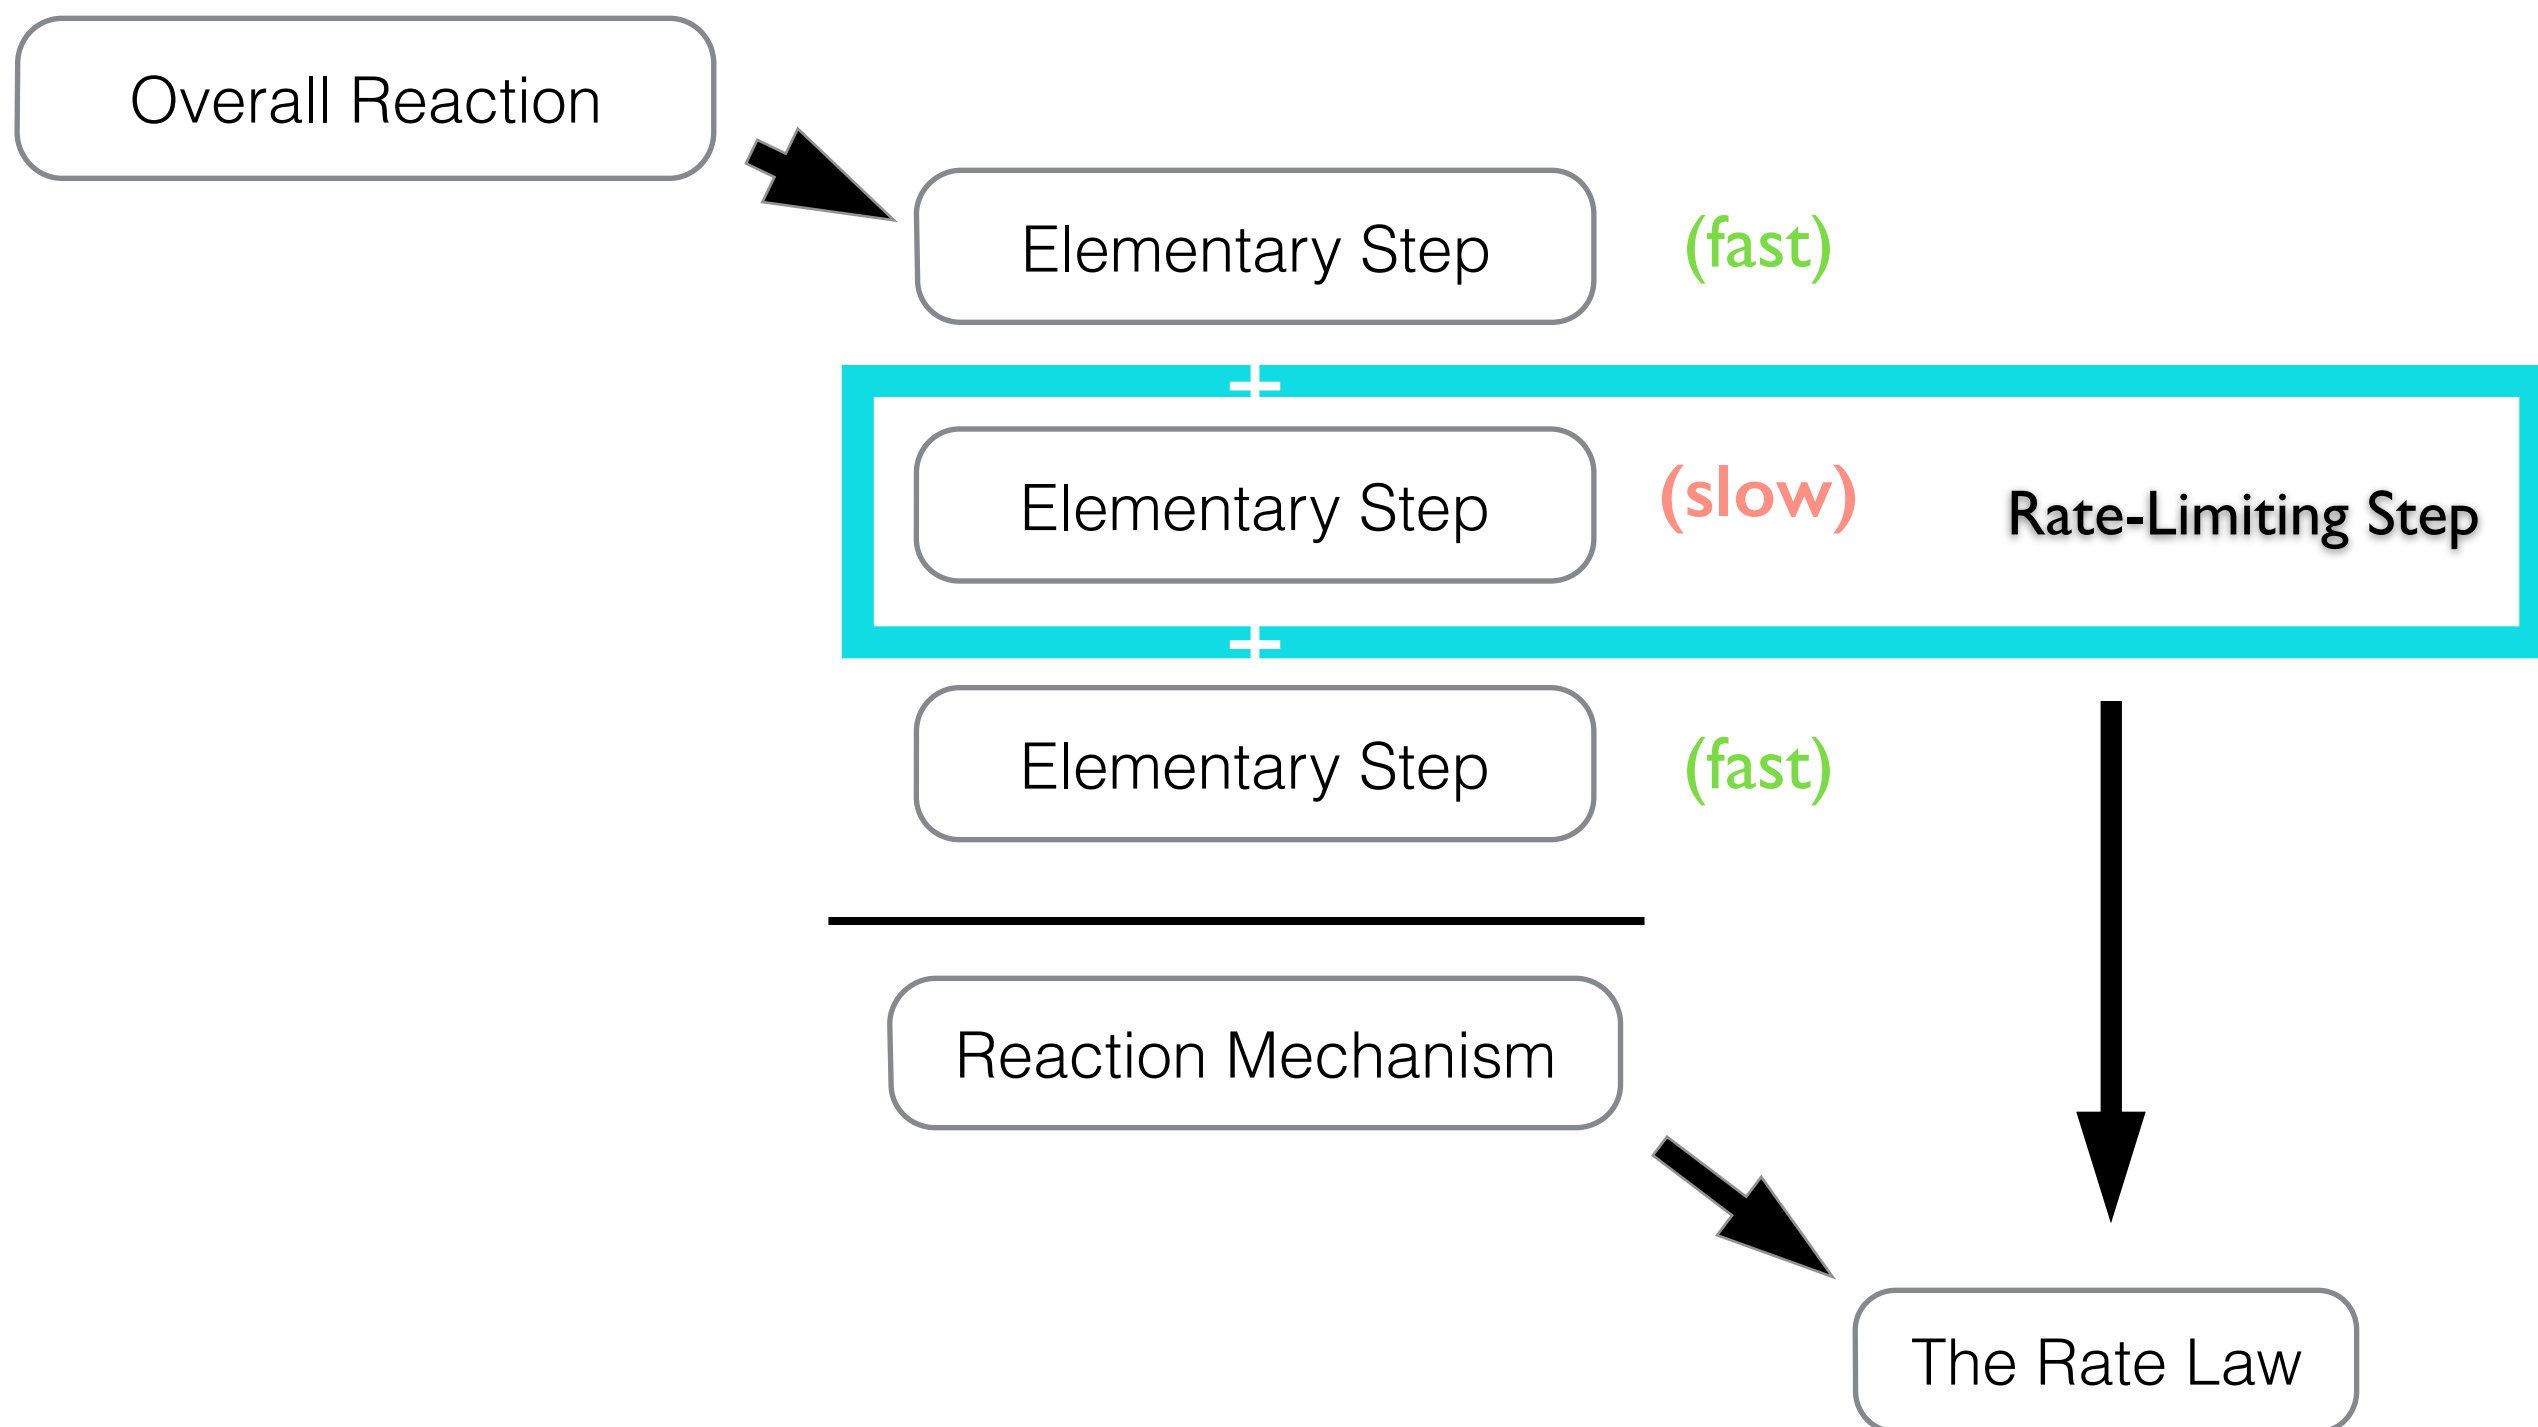 Overall Reaction
Elementary Step (fast)
+
Elementary Step (slow) Rate-Limiting Step
+
Elementary Step (fast)
Reaction Mechanism
The Rate Law